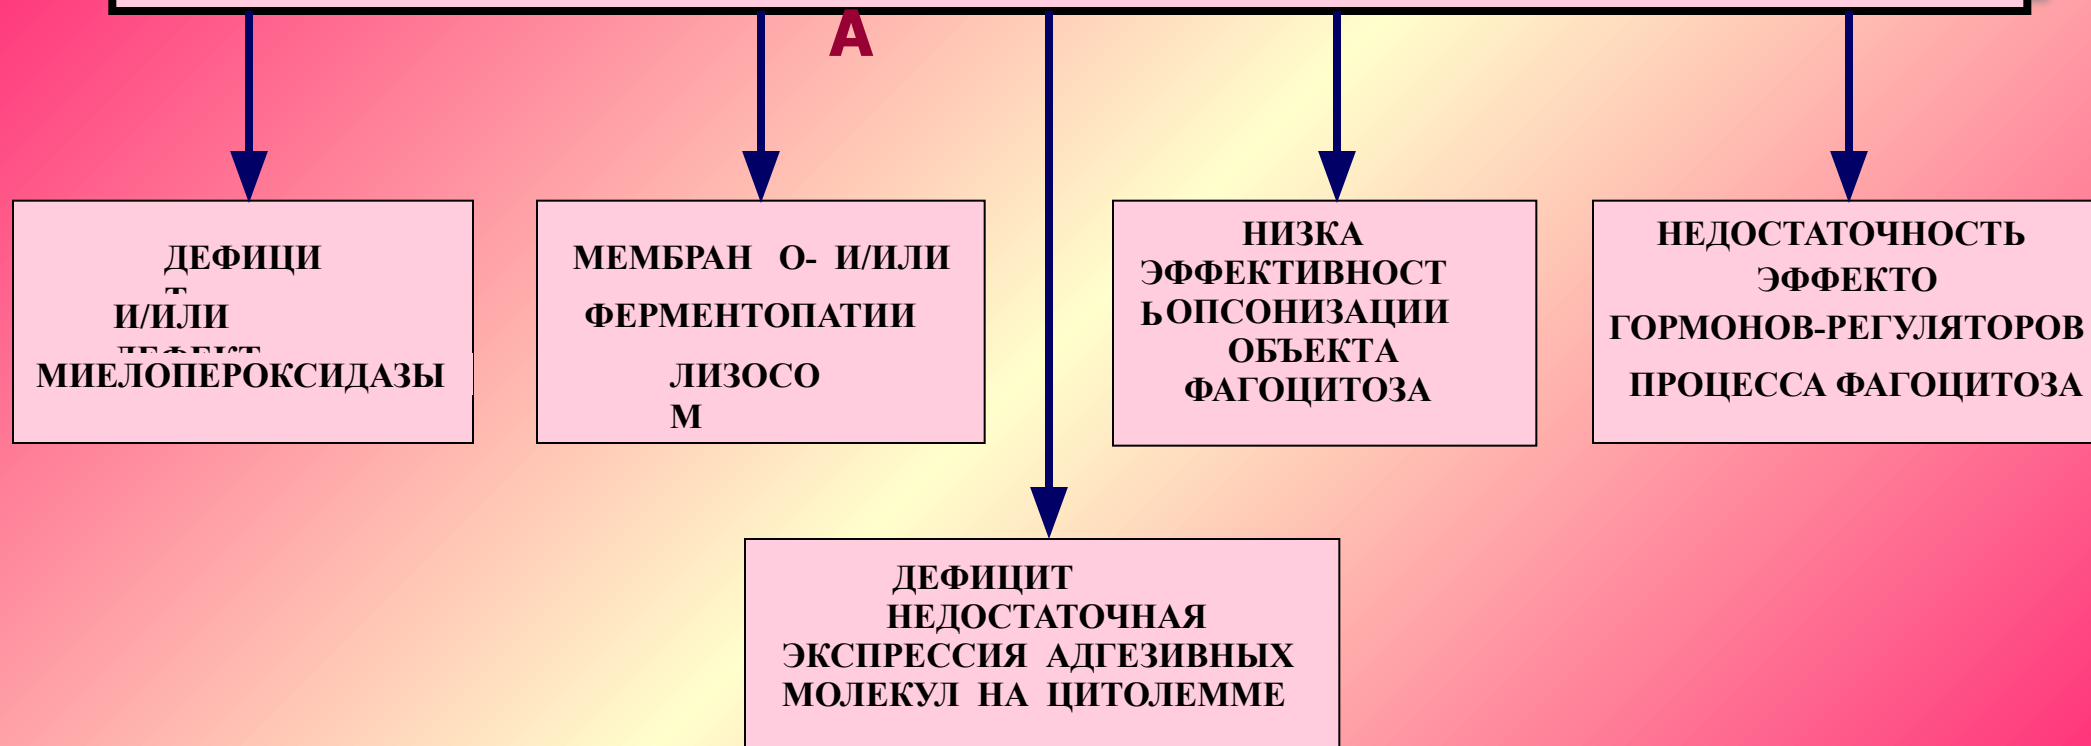 А
ДЕФИЦИ
И/ИЛИ
МИЕЛОПЕРОКСИДАЗЫ
МЕМБРАН О- И/ИЛИ
ФЕРМЕНТОПАТИИ
ЛИЗОСО
М
НИЗКА
ЭФФЕКТИВНОСТ
ЬОПСОНИЗАЦИИ
ОБЪЕКТА
ФАГОЦИТОЗА
НЕДОСТАТОЧНОСТЬ
ЭФФЕКТО
ГОРМОНОВ-РЕГУЛЯТОРОВ
ПРОЦЕССА ФАГОЦИТОЗА
ДЕФИЦИТ
НЕДОСТАТОЧНАЯ
ЭКСПРЕССИЯ АДГЕЗИВНЫХ
МОЛЕКУЛ НА ЦИТОЛЕММЕ